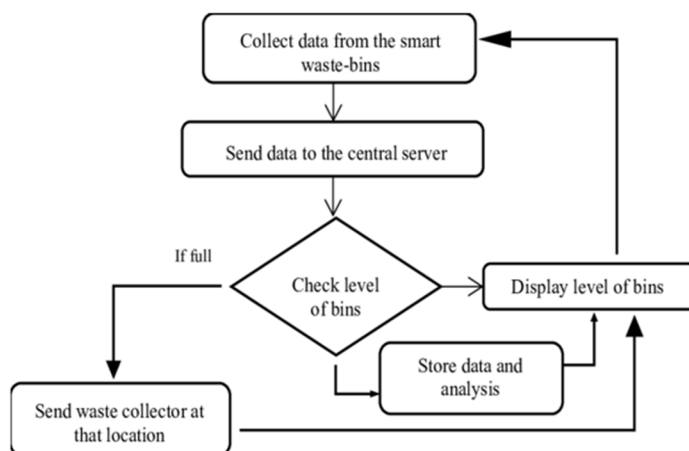 Collect data from the smart
waste-bins
Send data to the central server
If full
Check level
of bins
Display level of bins
Store data and
analysis
Send waste collector at
that location